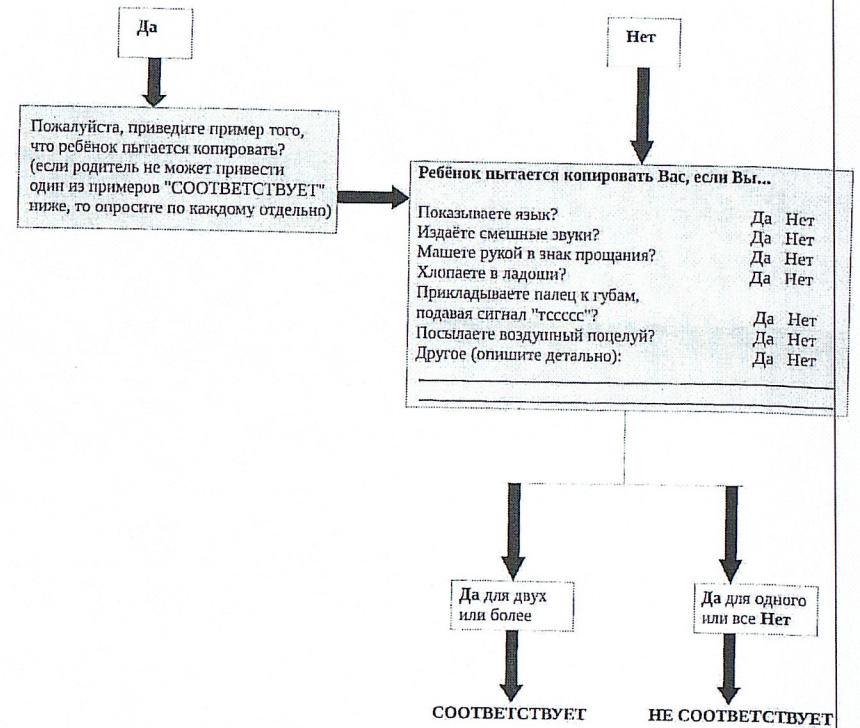 Да
Нет
Пожалуйста, приведите пример того,
что ребёнок пытается копировать?
(если родитель не может привести
один из примеров "СООТВЕТСТВУЕТ"
ниже, то опросите по каждому отдельно)
Ребёнок пытается копировать Вас, если Вы...
Показываете язык? Да Нет
Издаёте смешные звуки? Да Нет
Машете рукой в знак прощания? Да Нет
Хлопаете в ладоши? Да Нет
Прикладываете палец к губам,
подавая сигнал "тссссс"? Да Нет
Посылаете воздушный поцелуй? Да Нет
Другое (опишите детально): Да Нет
Да для двух
или более
Да для одного
или все Нет
СООТВЕТСТВУЕТ
НЕ СООТВЕТСТВУЕТ